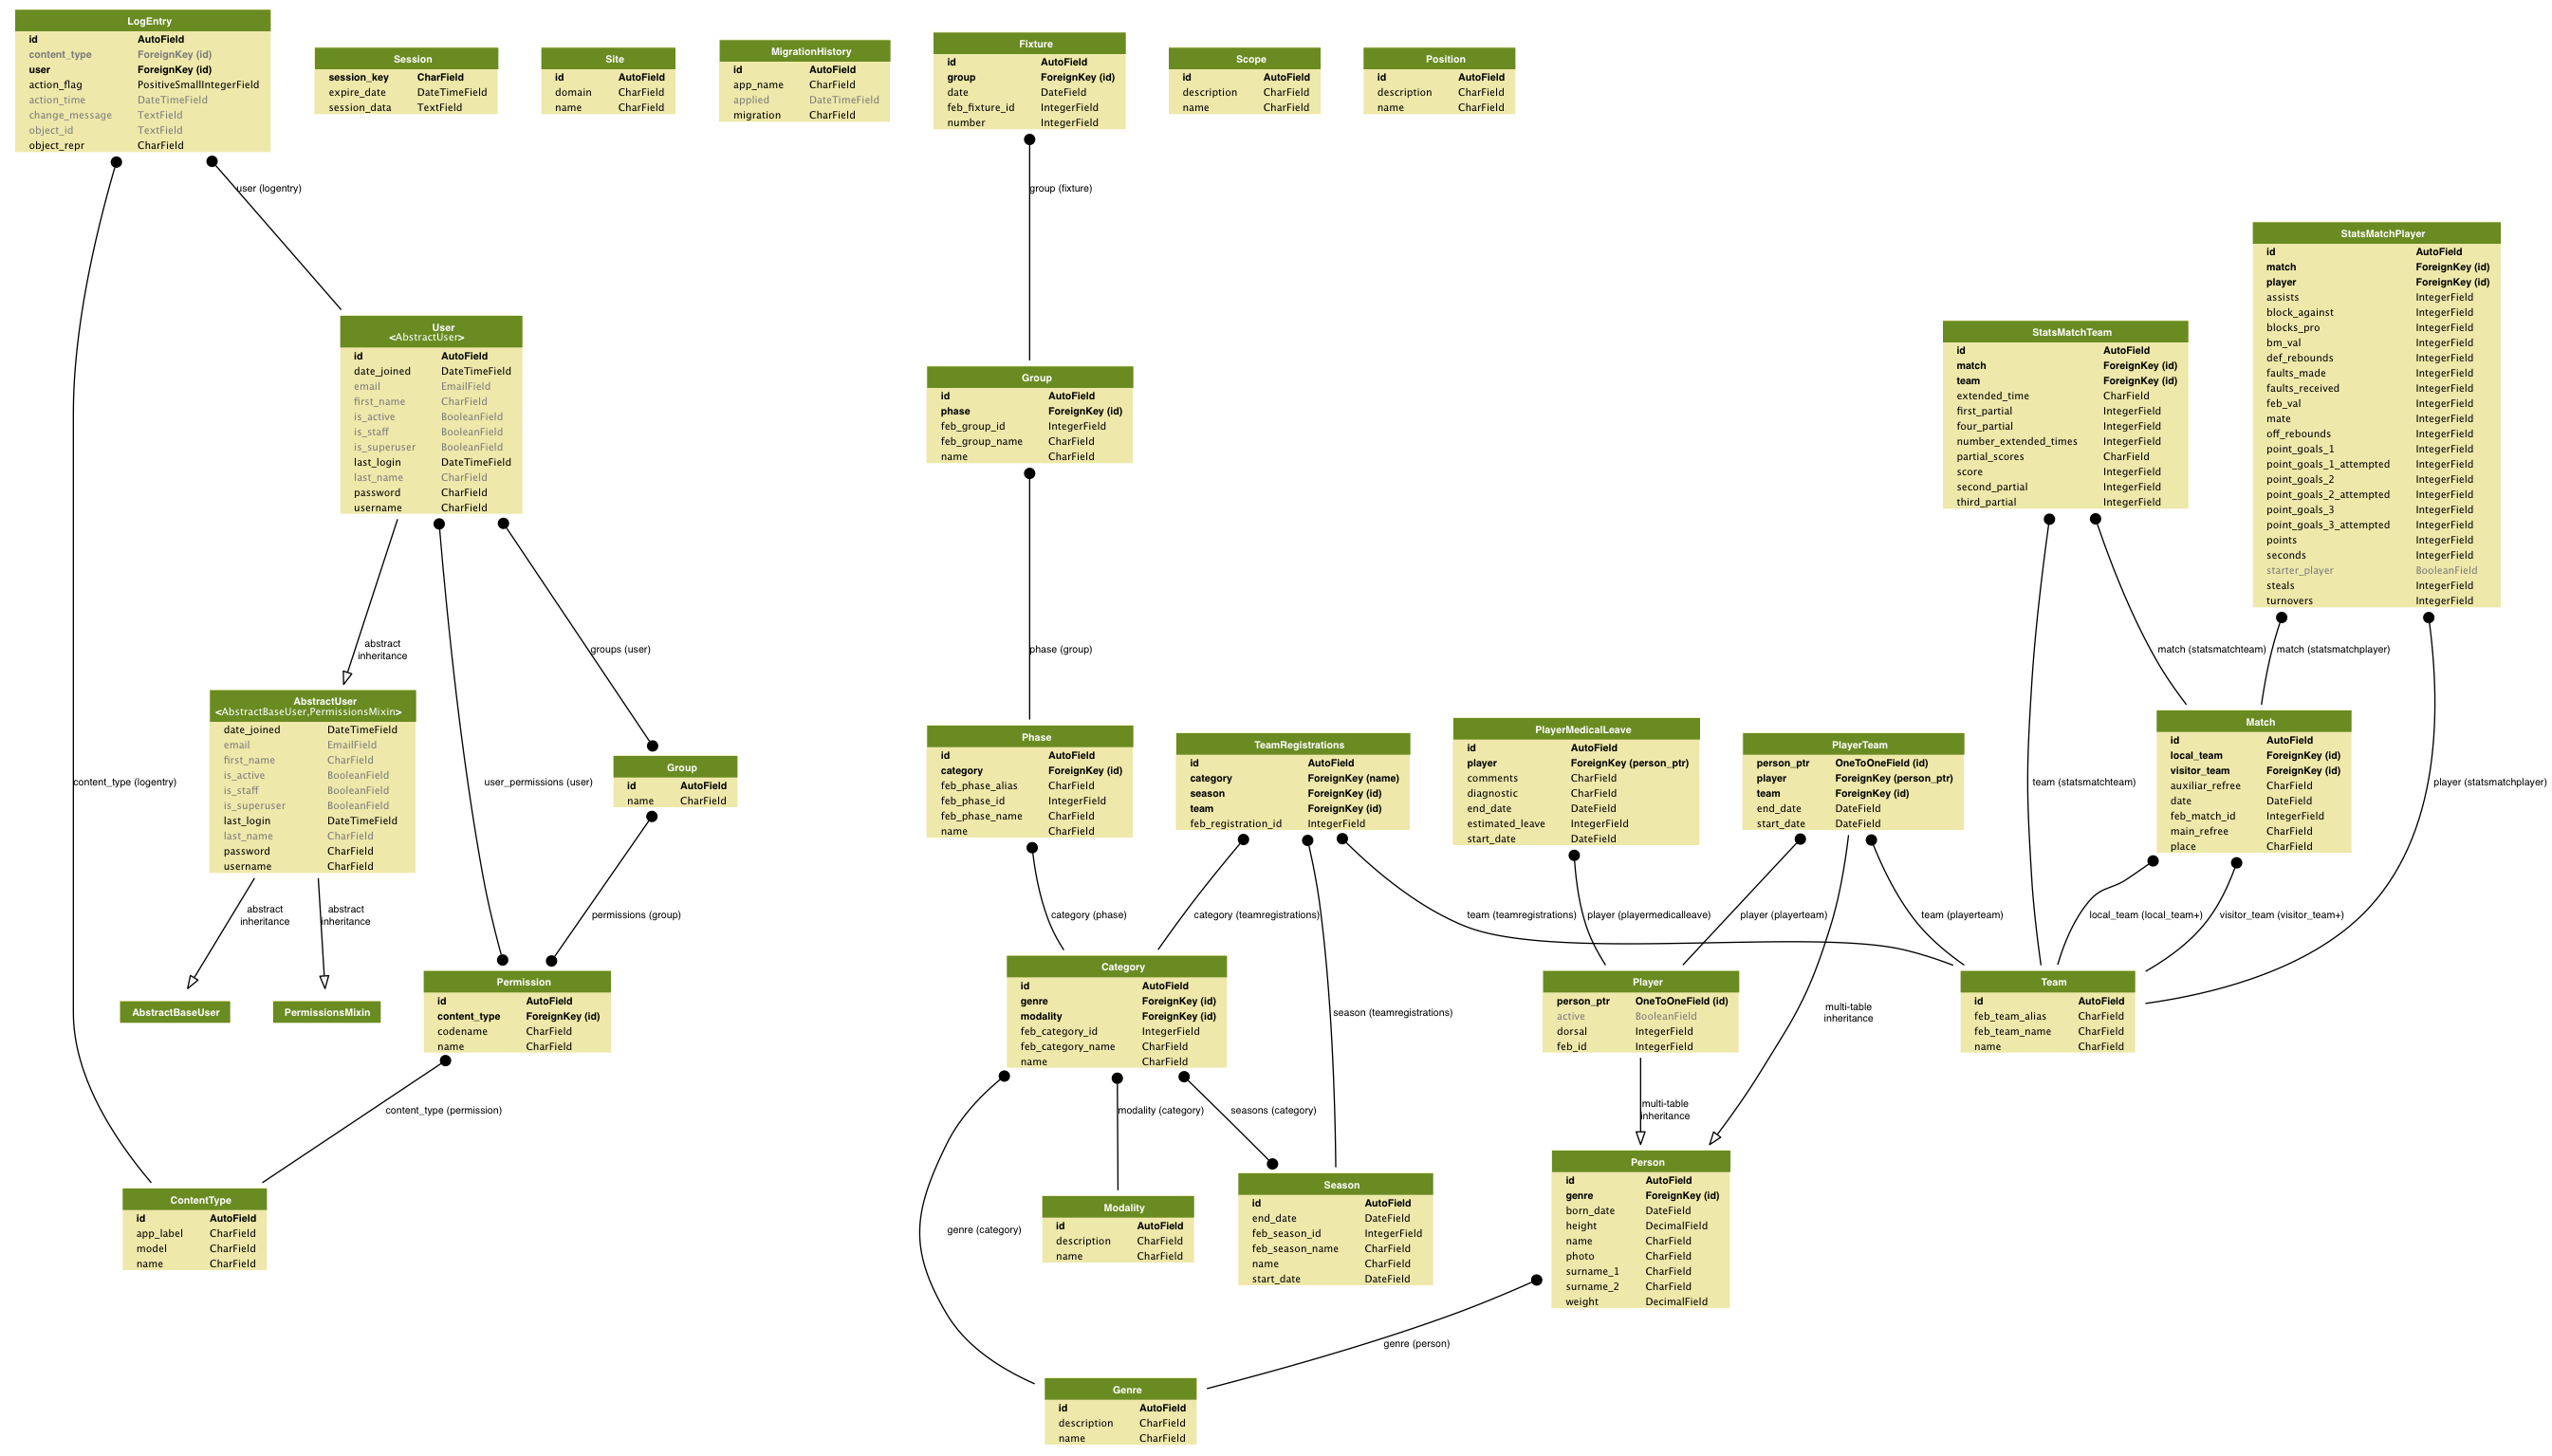 LogEntry
id AutoField
content_type ForeignKey (id)
user ForeignKey (id)
action_flag PositiveSmallIntegerField
action_time DateTimeField
change_message TextField
object_id TextField
object_repr CharField
Session
session_key CharField
expire_date DateTimeField
session_data TextField
Site
id AutoField
domain CharField
name CharField
MigrationHistory
id AutoField
app_name CharField
applied DateTimeField
migration CharField
Fixture
id AutoField
group ForeignKey (id)
date DateField
feb_fixture_id IntegerField
number IntegerField
Scope
id AutoField
description CharField
name CharField
Position
id AutoField
description CharField
name CharField
user (logentry)
group (fixture)
StatsMatchPlayer
id AutoField
match ForeignKey (id)
player ForeignKey (id)
assists IntegerField
block_against IntegerField
blocks_pro IntegerField
bm_val IntegerField
def_rebounds IntegerField
faults_made IntegerField
faults_received IntegerField
feb_val IntegerField
mate IntegerField
off_rebounds IntegerField
point_goals_1 IntegerField
point_goals_1_attempted IntegerField
point_goals_2 IntegerField
point_goals_2_attempted IntegerField
point_goals_3 IntegerField
point_goals_3_attempted IntegerField
points IntegerField
seconds IntegerField
starter_player BooleanField
steals IntegerField
turnovers IntegerField
User
<AbstractUser>
id AutoField
date_joined DateTimeField
email EmailField
first_name CharField
is_active BooleanField
is_staff BooleanField
is_superuser BooleanField
last_login DateTimeField
last_name CharField
password CharField
username CharField
Group
id AutoField
phase ForeignKey (id)
feb_group_id IntegerField
feb_group_name CharField
name CharField
StatsMatchTeam
id AutoField
match ForeignKey (id)
team ForeignKey (id)
extended_time CharField
first_partial IntegerField
four_partial IntegerField
number_extended_times IntegerField
partial_scores CharField
score IntegerField
second_partial IntegerField
third_partial IntegerField
abstract
inheritance
groups (user)
phase (group)
match (statsmatchteam)
match (statsmatchplayer)
AbstractUser
<AbstractBaseUser,PermissionsMixin>
date_joined DateTimeField
email EmailField
first_name CharField
is_active BooleanField
is_staff BooleanField
is_superuser BooleanField
last_login DateTimeField
last_name CharField
password CharField
username CharField
content_type (logentry)
user_permissions (user)
Group
id AutoField
name CharField
Phase
id AutoField
category ForeignKey (id)
feb_phase_alias CharField
feb_phase_id IntegerField
feb_phase_name CharField
name CharField
TeamRegistrations
id AutoField
category ForeignKey (name)
season ForeignKey (id)
team ForeignKey (id)
feb_registration_id IntegerField
PlayerMedicalLeave
id AutoField
player ForeignKey (person_ptr)
comments CharField
diagnostic CharField
end_date DateField
estimated_leave IntegerField
start_date DateField
PlayerTeam
person_ptr OneToOneField (id)
player ForeignKey (person_ptr)
team ForeignKey (id)
end_date DateField
start_date DateField
team (statsmatchteam)
Match
id AutoField
local_team ForeignKey (id)
visitor_team ForeignKey (id)
auxiliar_refree CharField
date DateField
feb_match_id IntegerField
main_refree CharField
place CharField
player (statsmatchplayer)
abstract
inheritance
abstract
inheritance
permissions (group)
category (phase)
category (teamregistrations)
team (teamregistrations)
player (playermedicalleave)
player (playerteam)
team (playerteam)
local_team (local_team+)
visitor_team (visitor_team+)
AbstractBaseUser
PermissionsMixin
Permission
id AutoField
content_type ForeignKey (id)
codename CharField
name CharField
Category
id AutoField
genre ForeignKey (id)
modality ForeignKey (id)
feb_category_id IntegerField
feb_category_name CharField
name CharField
season (teamregistrations)
Player
person_ptr OneToOneField (id)
active BooleanField
dorsal IntegerField
feb_id IntegerField
multi-table
inheritance
Team
id AutoField
feb_team_alias CharField
feb_team_name CharField
name CharField
content_type (permission)
modality (category)
seasons (category)
multi-table
inheritance
ContentType
id AutoField
app_label CharField
model CharField
name CharField
genre (category)
Modality
id AutoField
description CharField
name CharField
Season
id AutoField
end_date DateField
feb_season_id IntegerField
feb_season_name CharField
name CharField
start_date DateField
Person
id AutoField
genre ForeignKey (id)
born_date DateField
height DecimalField
name CharField
photo CharField
surname_1 CharField
surname_2 CharField
weight DecimalField
genre (person)
Genre
id AutoField
description CharField
name CharField